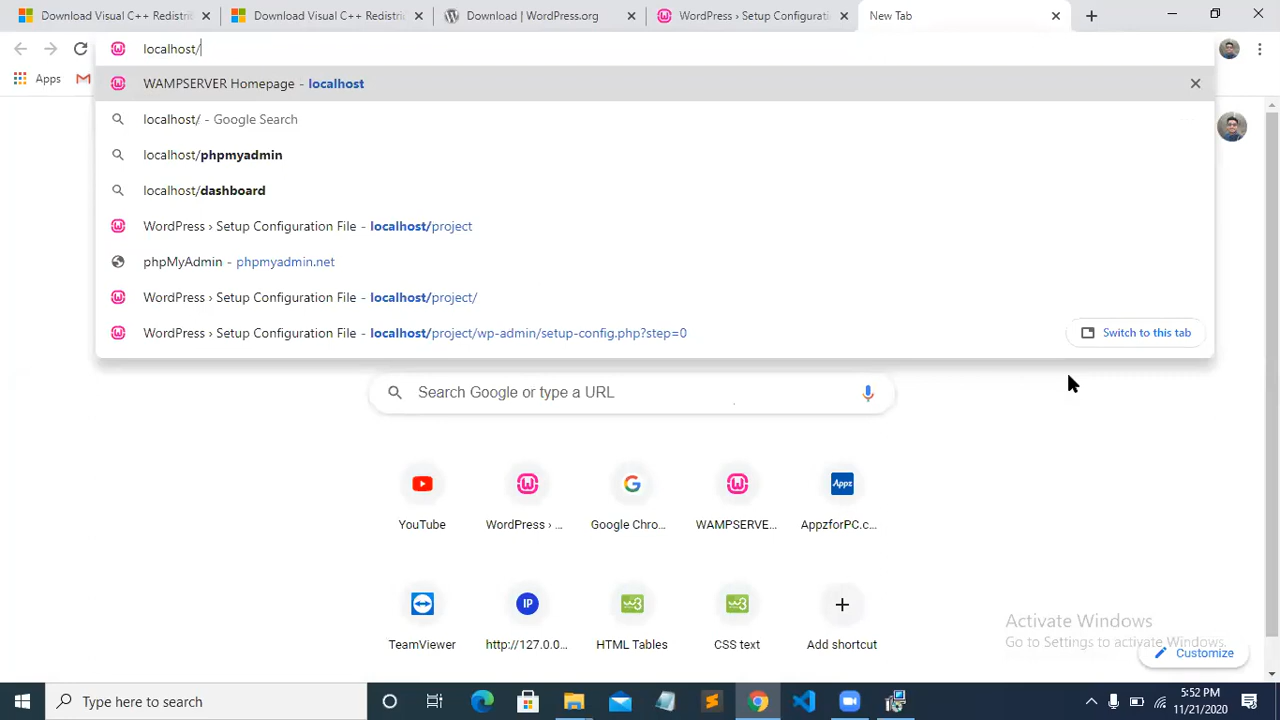 Download Visual C++ Redistri
Download Visual C++ Redistri
Download | WordPress.org
WordPress › Setup Configurati
New Tab
localhost/
Apps
WAMPSERVER Homepage - localhost
localhost/ - Google Search
localhost/phpmyadmin
localhost/dashboard
WordPress › Setup Configuration File - localhost/project
phpMyAdmin - phpmyadmin.net
WordPress › Setup Configuration File - localhost/project/
WordPress › Setup Configuration File - localhost/project/wp-admin/setup-config.php?step=0
Switch to this tab
Search Google or type a URL
YouTube
WordPress › ...
Google Chro...
WAMPSERVE...
Appz
AppzforPC.c...
IP
TeamViewer
http://127.0.0...
HTML Tables
CSS text
Add shortcut
Activate Windows
Go to Settings to activate Windows.
Customize
Type here to search
5:52 PM
11/21/2020